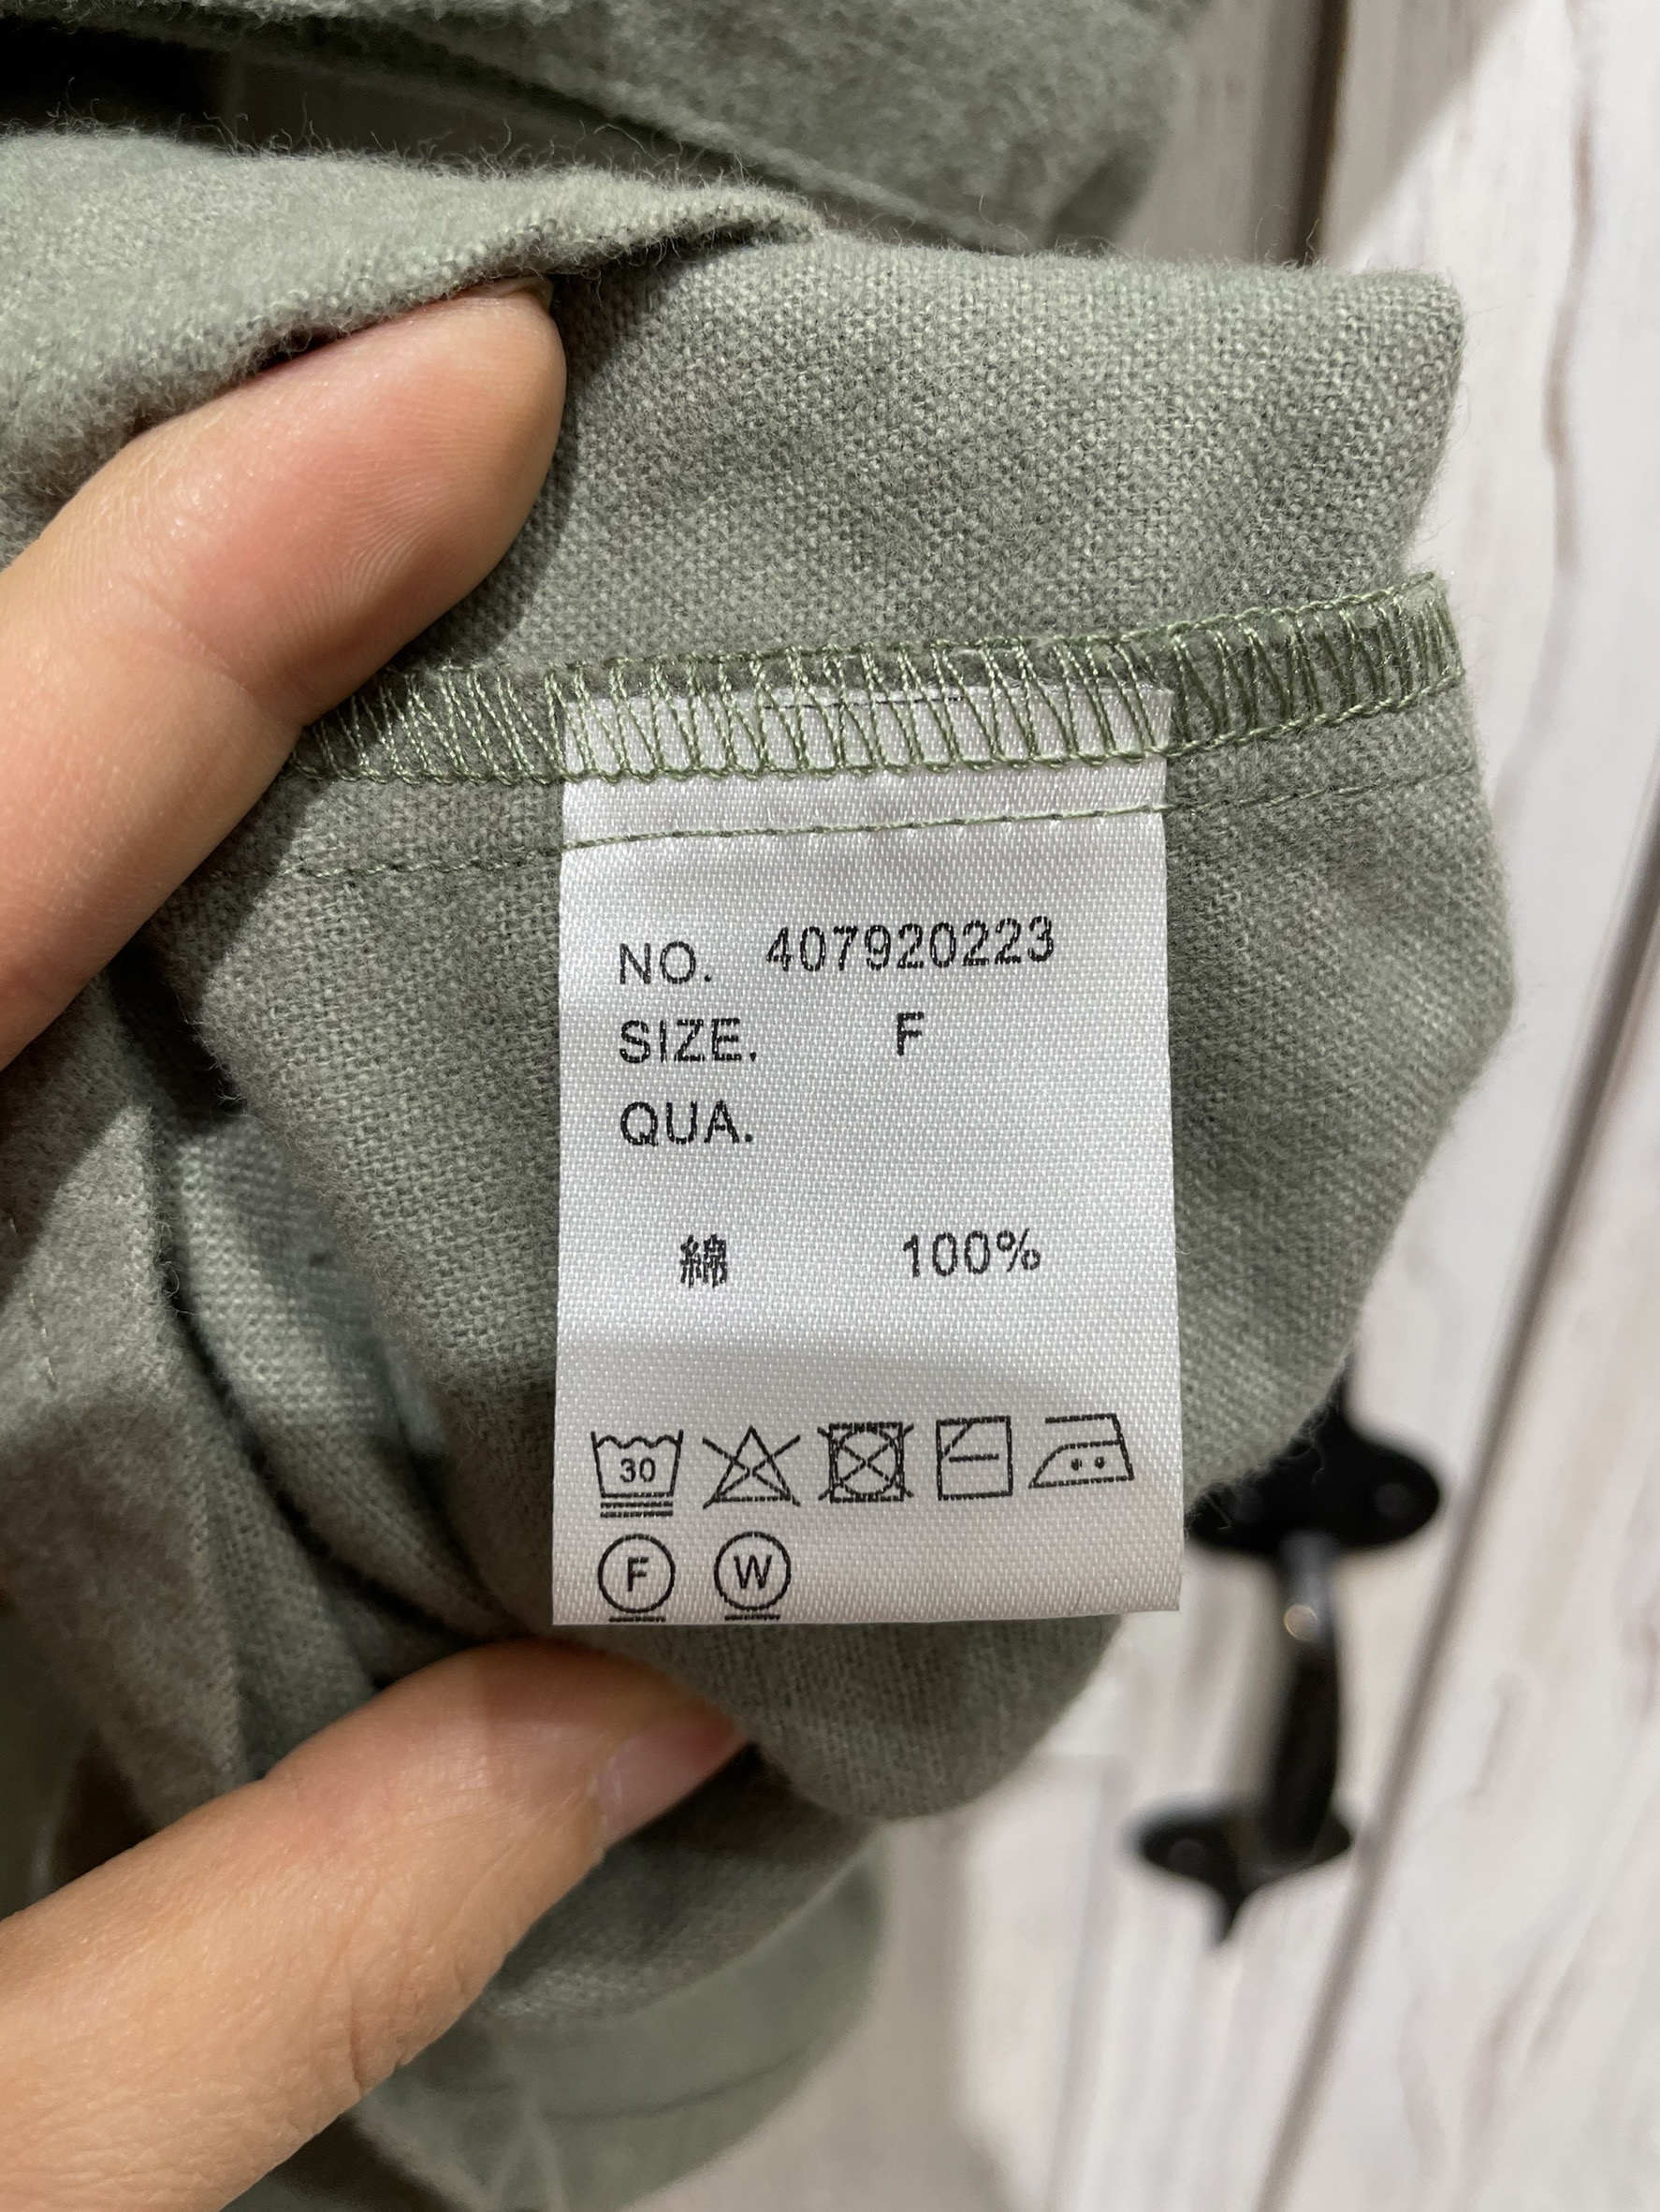 NO. 407920223
SIZE. F
QUA.
綿 100%
30
F W